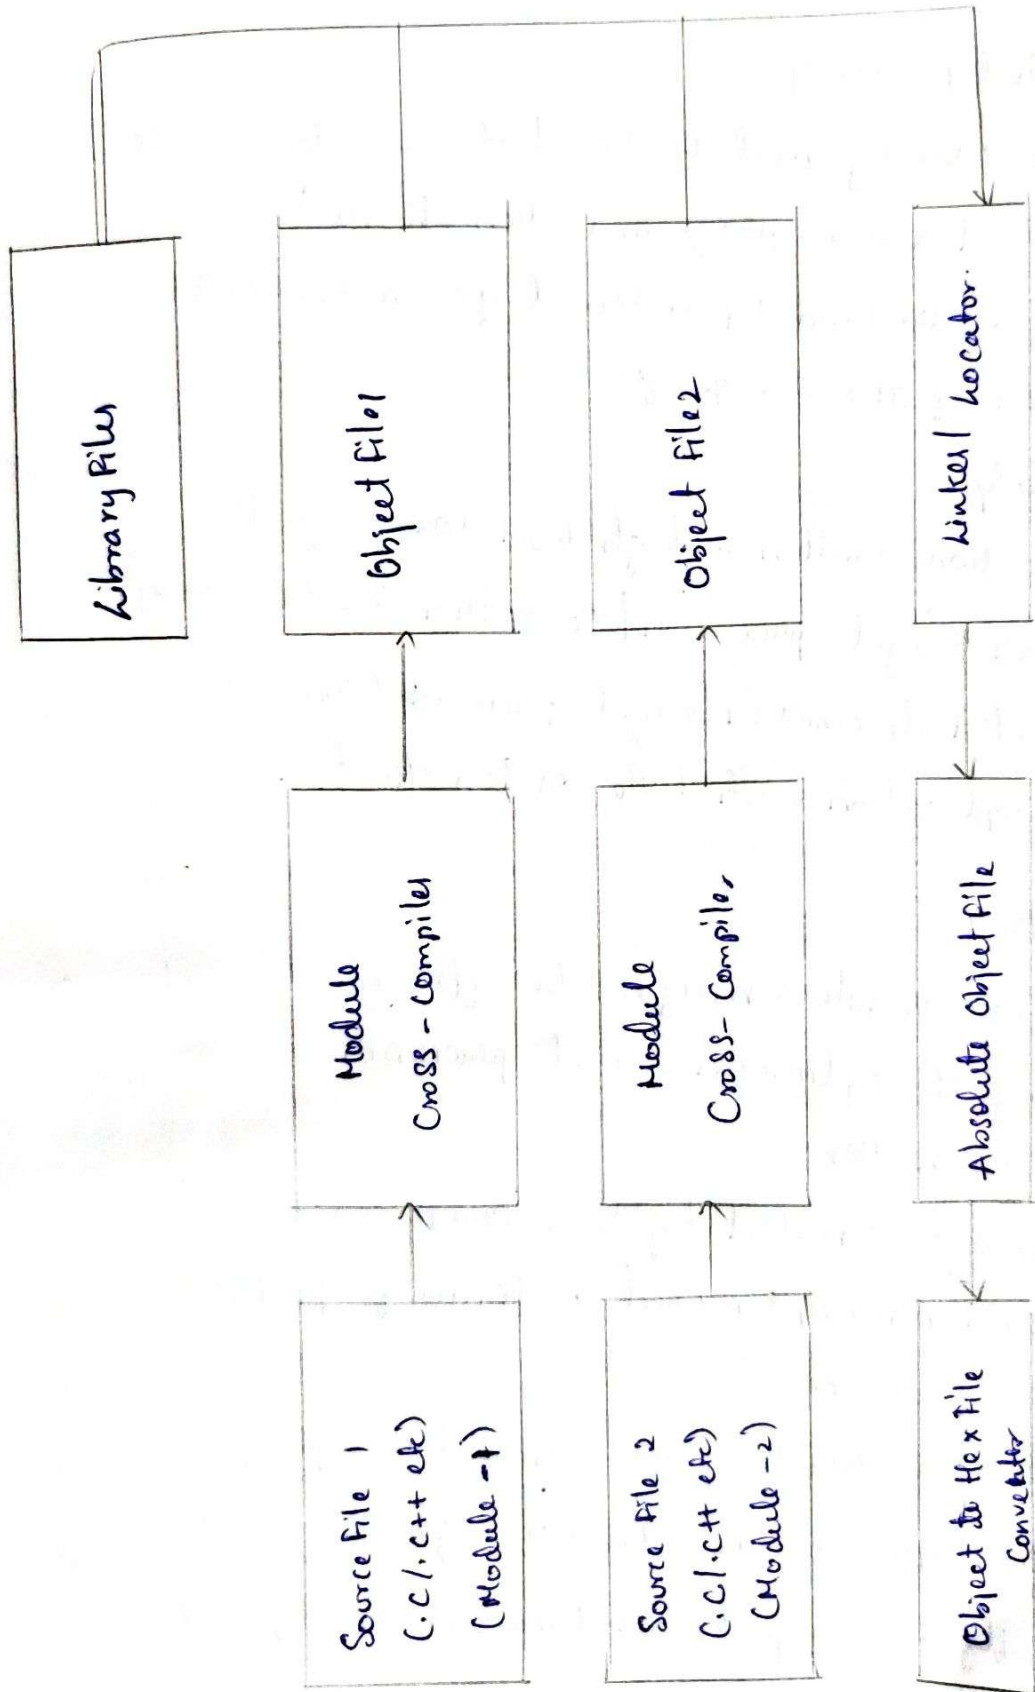 Library Files
Source File 1
(.C/.C++ etc)
(Module -1)
Module
Cross-Compiler
Object File1
Source File 2
(.C/.C++ etc)
(Module -2)
Module
Cross-Compiler
Object File2
Object to Hex File
Converter
Absolute Object File
Linker/Locator.